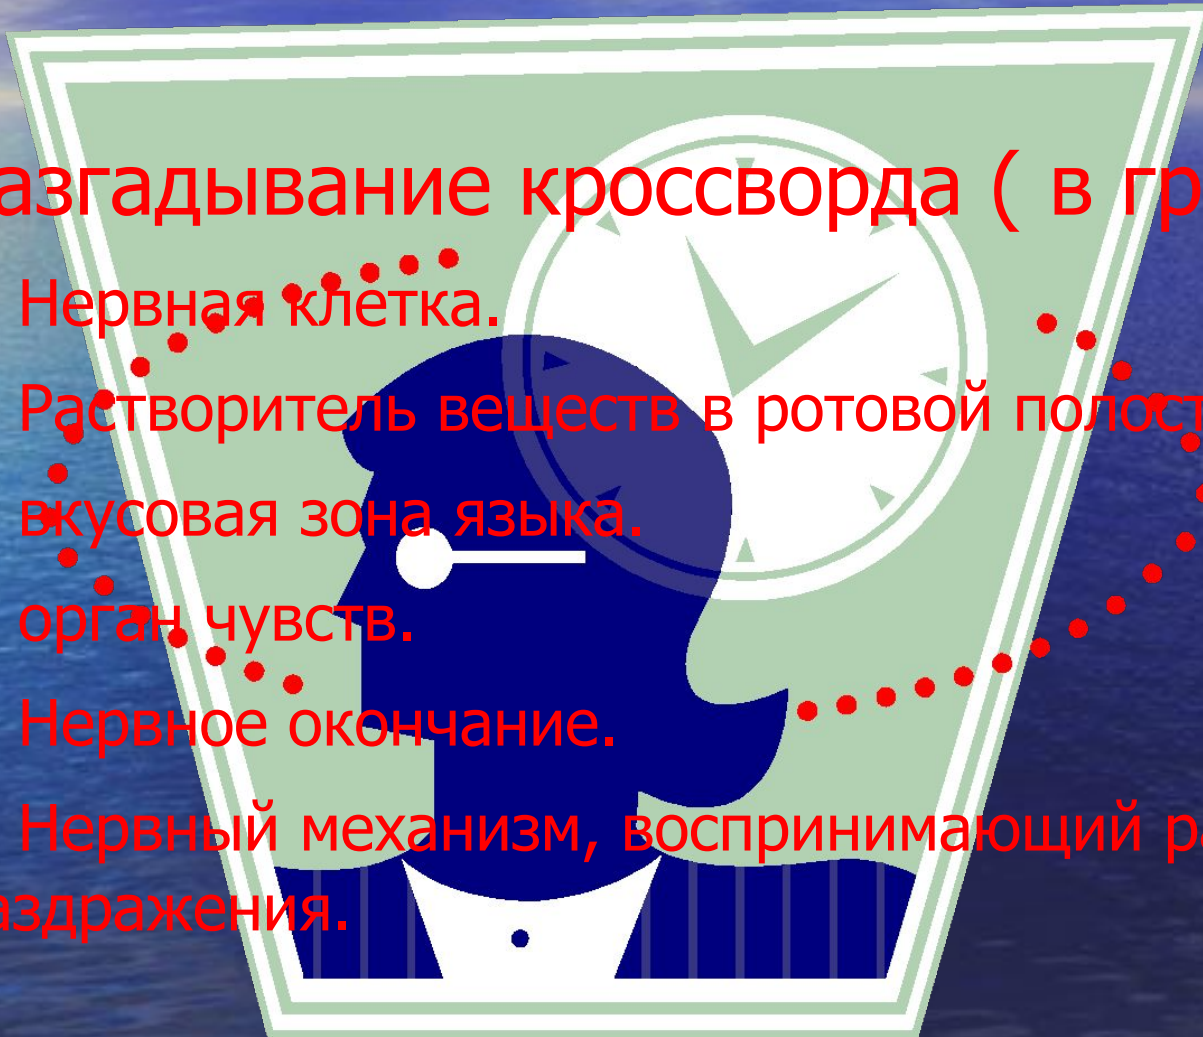 азгадывание кроссворда ( в гр
Нервная клетка.
Растворитель веществ в ротовой полост
вкусовая зона языка.
орган чувств.
Нервное окончание.
Нервный механизм, воспринимающий ра
аздражения.